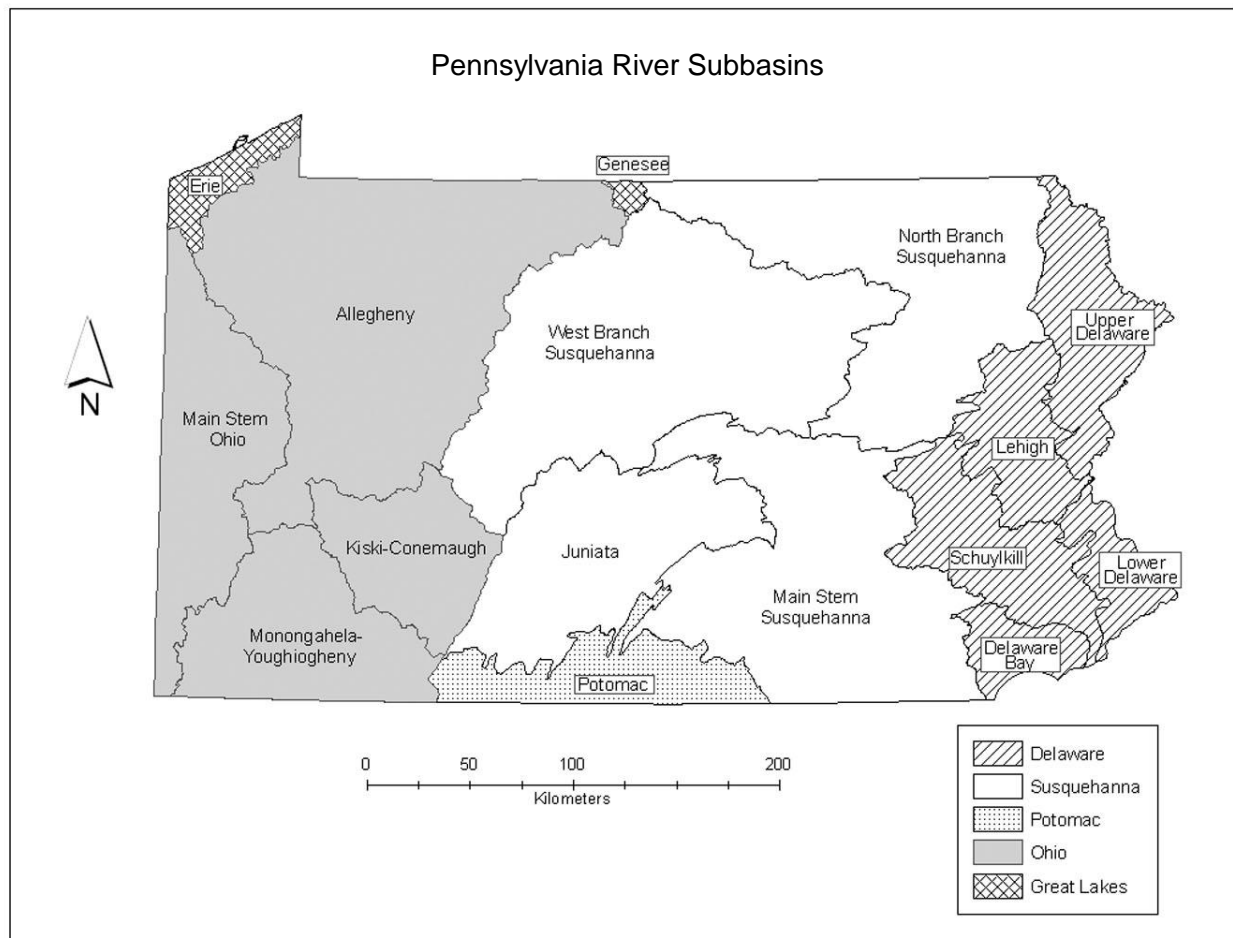 Pennsylvania River Subbasins
Genesee
Erie
North Branch
Susquehanna
Allegheny
West Branch
Susquehanna
Upper
Delaware
N
Main Stem
Ohio
Lehigh
Kiski-Conemaugh
Juniata
Schuylkill
Lower
Delaware
Main Stem
Susquehanna
Monongahela-
Youghiogheny
Delaware
Bay
Potomac
0 50 100 200
Kilometers
Delaware
Susquehanna
Potomac
Ohio
Great Lakes